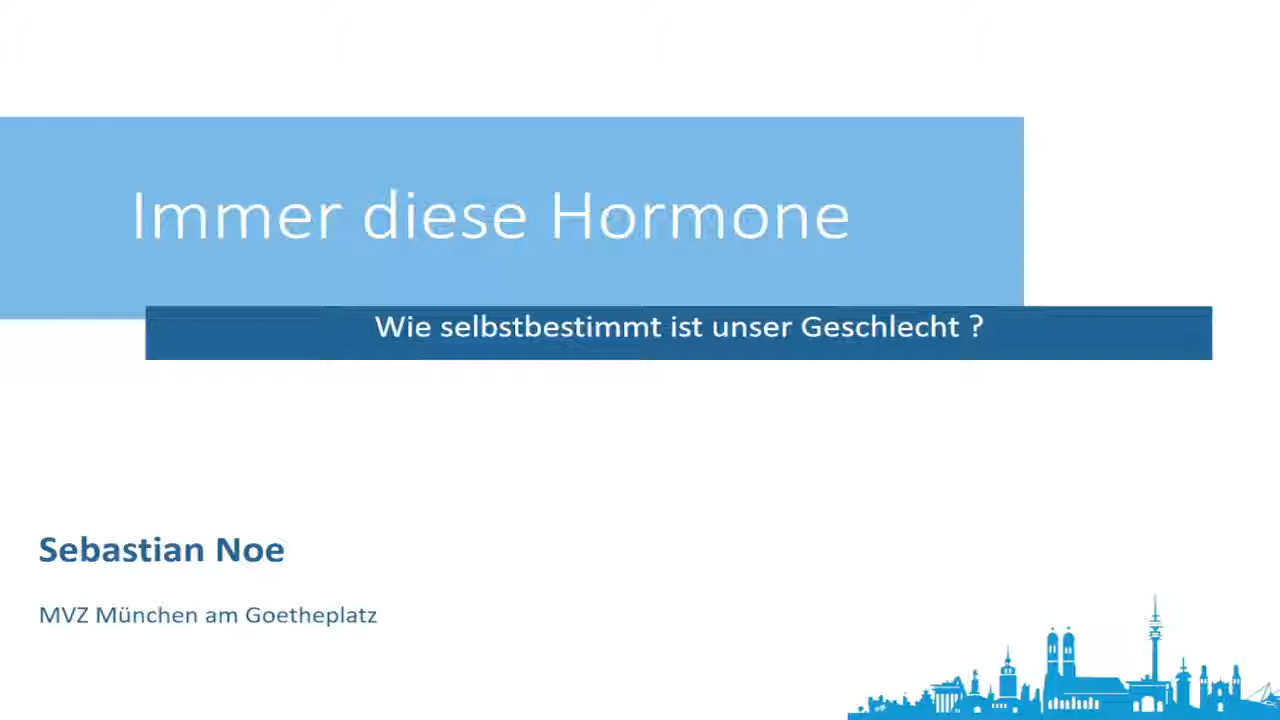 Immer diese Hormone
Wie selbstbestimmt ist unser Geschlecht ?
Sebastian Noe
MVZ München am Goetheplatz